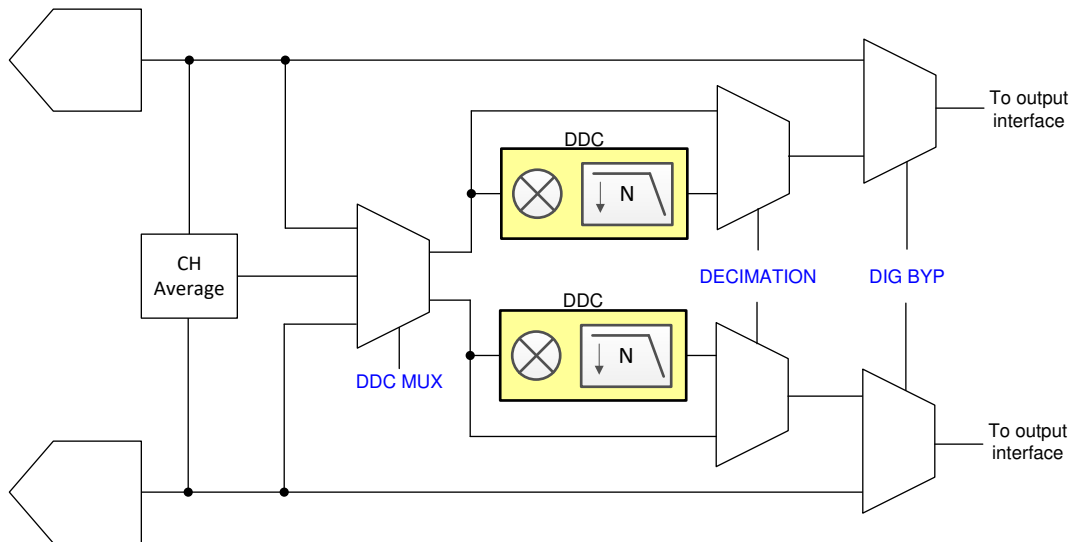 To output
interface
DDC
N
CH
Average
DECIMATION
DIG BYP
DDC
N
DDC MUX
To output
interface